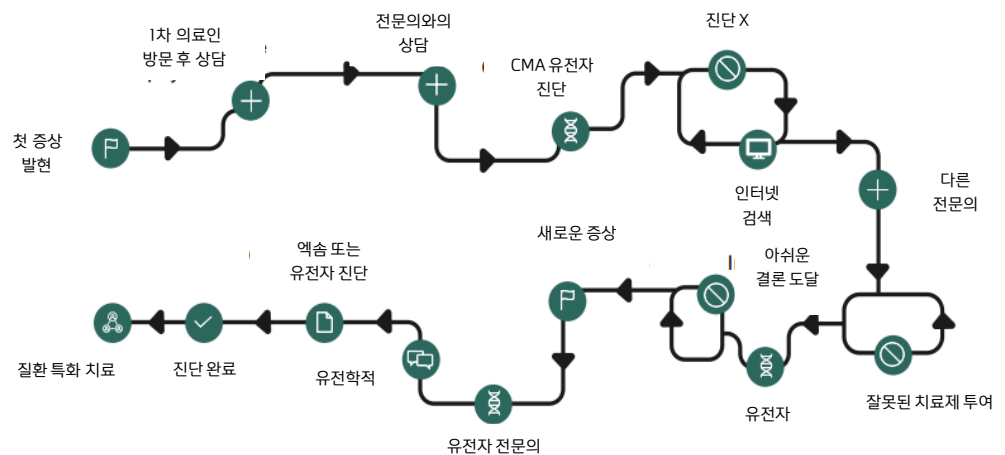 1차 의료인
방문 후 상담
전문의와의
상담
CMA 유전자
진단
진단 X
첫 증상
발현
인터넷
검색
다른
전문의
새로운 증상
아쉬운
결론 도달
엑솜 또는
유전자 진단
질환 특화 치료
진단 완료
유전학적
유전자 전문의
유전자
잘못된 치료제 투여